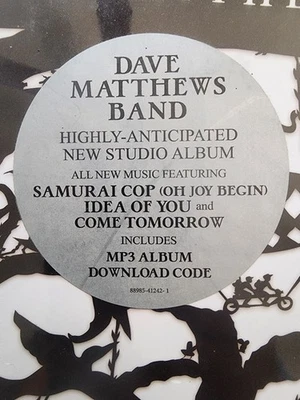 DAVE
MATTHEWS
BAND
HIGHLY-ANTICIPATED
NEW STUDIO ALBUM
ALL NEW MUSIC FEATURING
SAMURAI COP (OH JOY BEGIN)
IDEA OF YOU and
COME TOMORROW
INCLUDES
MP3 ALBUM
DOWNLOAD CODE
88985-41242-1